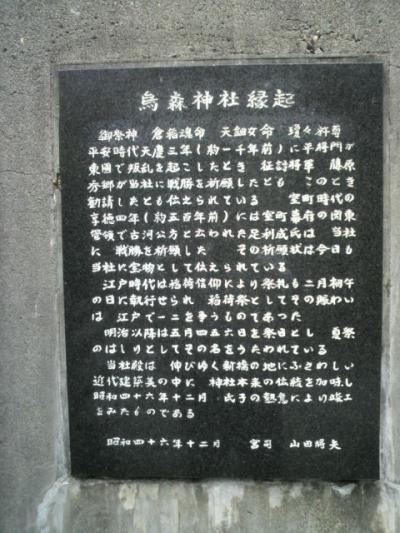 烏森神社縁起
御祭神 倉稲魂命 天鈿女命 瓊々杵尊
平安時代天慶三年(約一千年前)に平将門が
東國で叛乱を起こしたとき 征討将軍 藤原
秀郷が当社に戦勝を祈願したとも このとき
勧請したとも伝えられている 室町時代の
享徳四年(約五百年前)には室町幕府の関東
管領で古河公方と云われた足利成氏は 当社
に 戦勝を祈願した その祈願状は今日も
当社に宝物として伝えられている
江戸時代は稲荷信仰により祭礼も二月初午
の日に執行せられ 稲荷祭としてその賑わい
は 江戸で一二を争うものであった
明治以降は五月四五六日を祭日とし 夏祭
のはしりとしてその名をうたわれている
当社殿は 伸びゆく新橋の地にふさわしい
近代建築美の中に 神社本来の伝統を加味し
昭和四十六年十二月 氏子の熱意により竣工
をみたものである
昭和四十六年十二月 宮司 山田